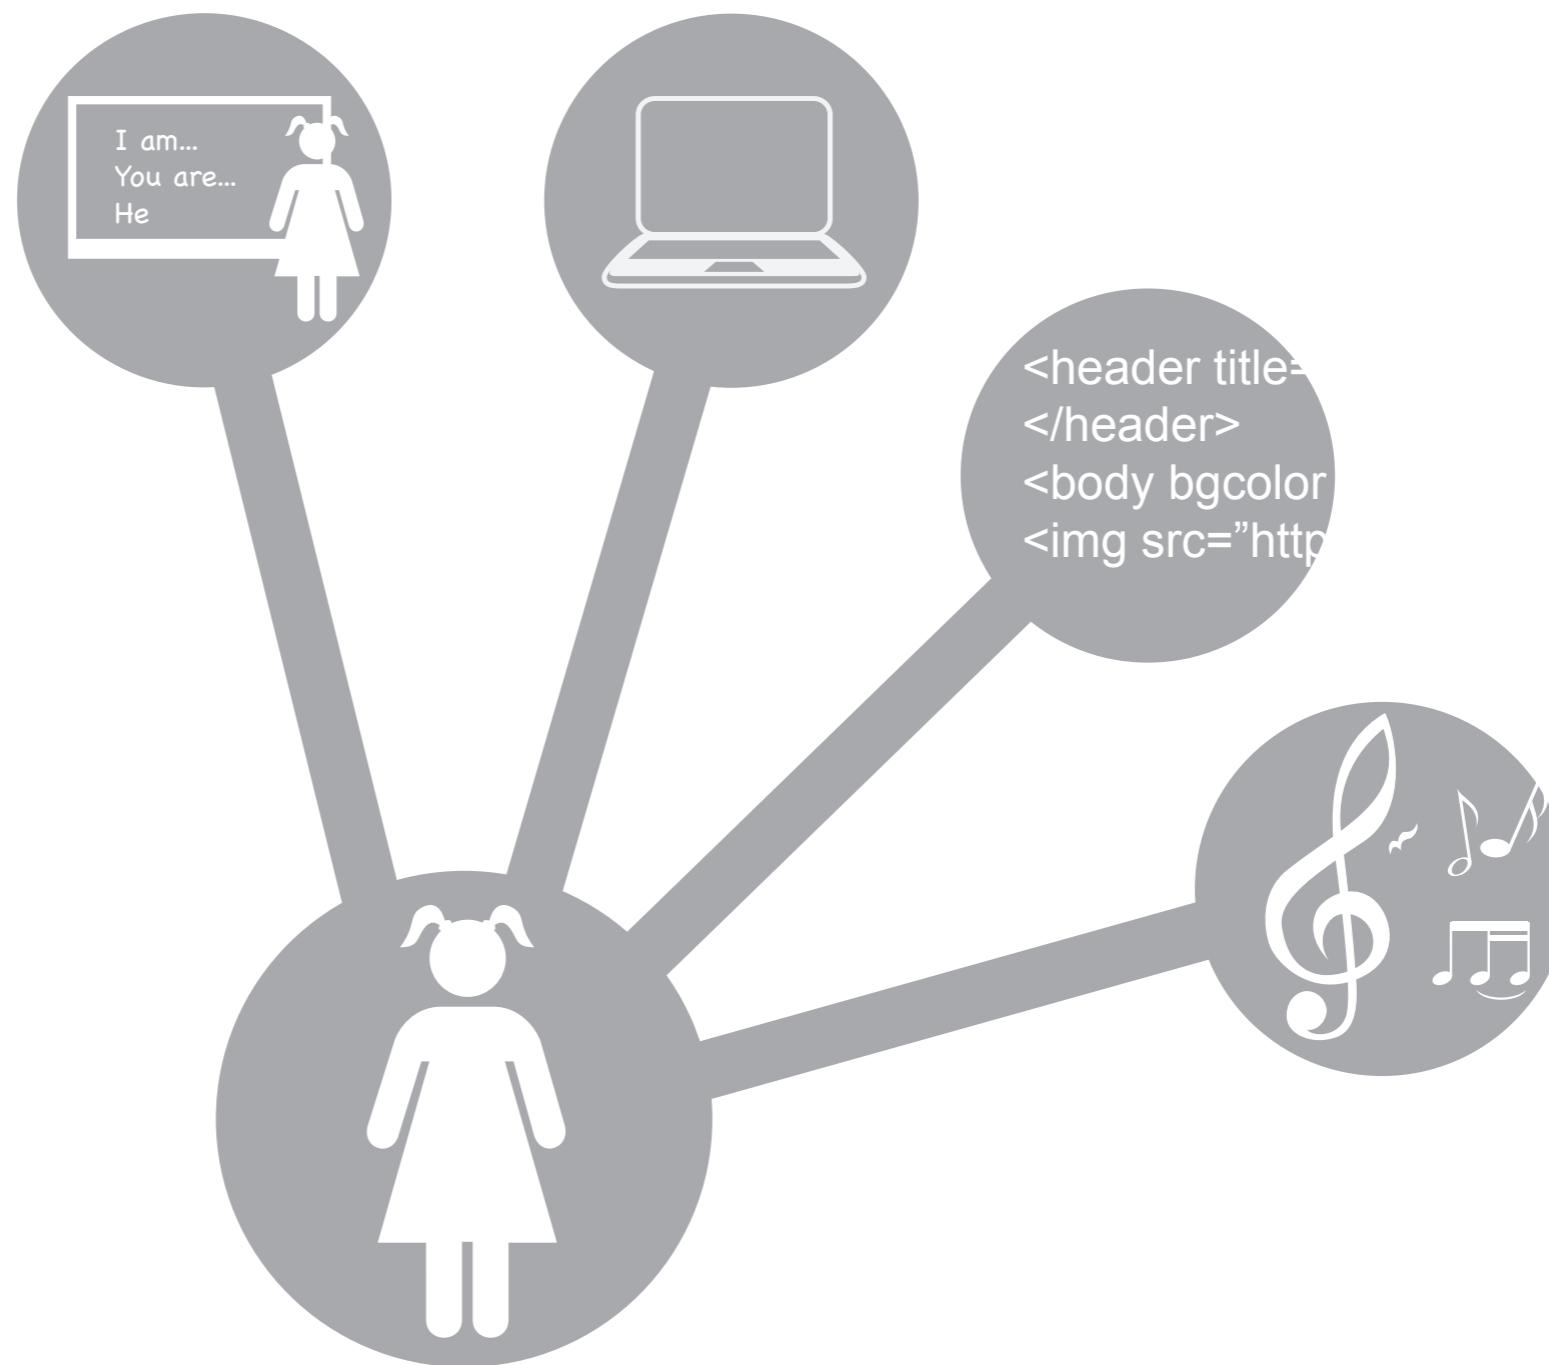 I am...
You are...
He
<header title=
</header>
<body bgcolor
<img src=”http